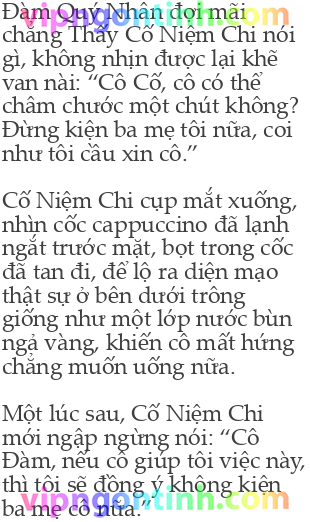 Đàm Quý Nhân đợi mãi
chẳng Thấy Cố Niệm Chi nói
gì, không nhịn được lại khẽ
van nài: “Cô Cố, cô có thể
châm chước một chút không?
Đừng kiện ba mẹ tôi nữa, coi
như tôi cầu xin cô.”
Cố Niệm Chi cụp mắt xuống,
nhìn cốc cappuccino đã lạnh
ngắt trước mặt, bọt trong cốc
đã tan đi, để lộ ra diện mạo
thật sự ở bên dưới trông
giống như một lớp nước bùn
ngả vàng, khiến cô mất hứng
chẳng muốn uống nữa.
Một lúc sau, Cố Niệm Chi
mới ngập ngừng nói: “Cô
Đàm, nếu cô giúp tôi việc này,
thì tôi sẽ đồng ý không kiện
ba mẹ cô nữa.”
vipngontinh.com
vipngontinh.com